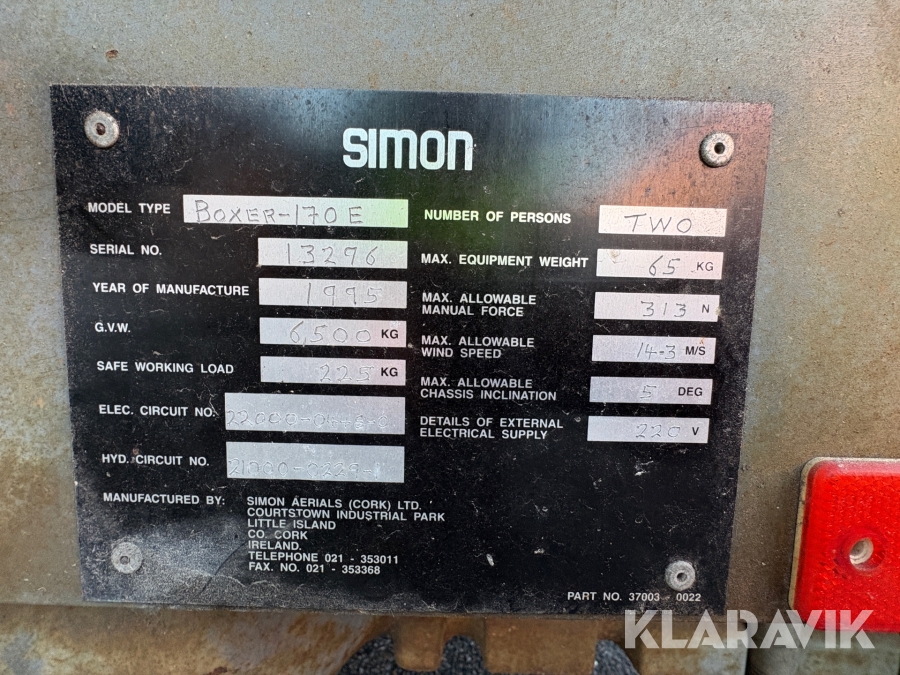 SIMON
MODEL TYPE BOXER-170E
SERIAL NO. 13296
YEAR OF MANUFACTURE 1995
G.V.W. 6,500 KG
SAFE WORKING LOAD 225 KG
ELEC. CIRCUIT NO.
HYD. CIRCUIT NO.
NUMBER OF PERSONS TWO
MAX. EQUIPMENT WEIGHT 65 KG
MAX. ALLOWABLE
MANUAL FORCE 313 N
MAX. ALLOWABLE
WIND SPEED 14-3 M/S
MAX. ALLOWABLE
CHASSIS INCLINATION 5 DEG
DETAILS OF EXTERNAL
ELECTRICAL SUPPLY 220 V
MANUFACTURED BY: SIMON AERIALS (CORK) LTD.
COURTSTOWN INDUSTRIAL PARK
LITTLE ISLAND
CO. CORK
IRELAND.
TELEPHONE 021 - 353011
FAX. NO. 021 - 353368
PART NO. 37003 - 0022
KLARAVIK